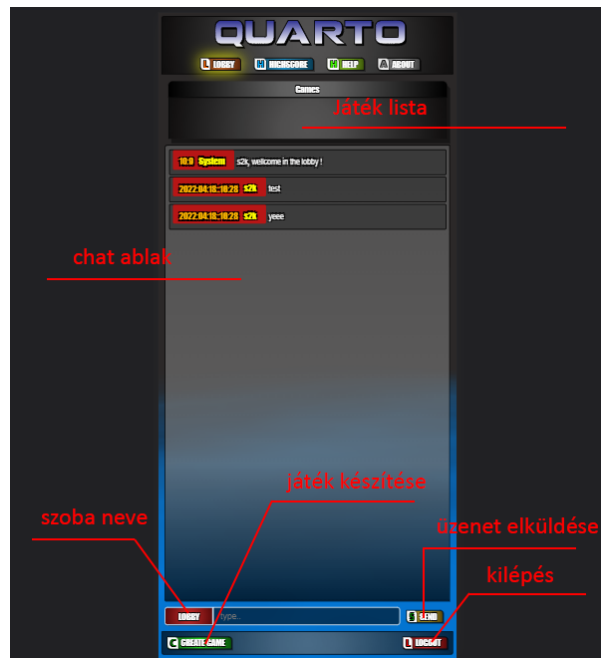 QUARTO
L LOBBY H HIGHSCORE H HELP A ABOUT
Games
Játék lista
10:9 System s2k, wellcome in the lobby !
2022:04:18::10:28 s2k test
2022:04:18::10:28 s2k yeee
chat ablak
játék készítése
szoba neve
üzenet elküldése
kilépés
LOBBY type.. S SEND
C CREATE GAME L LOGOUT